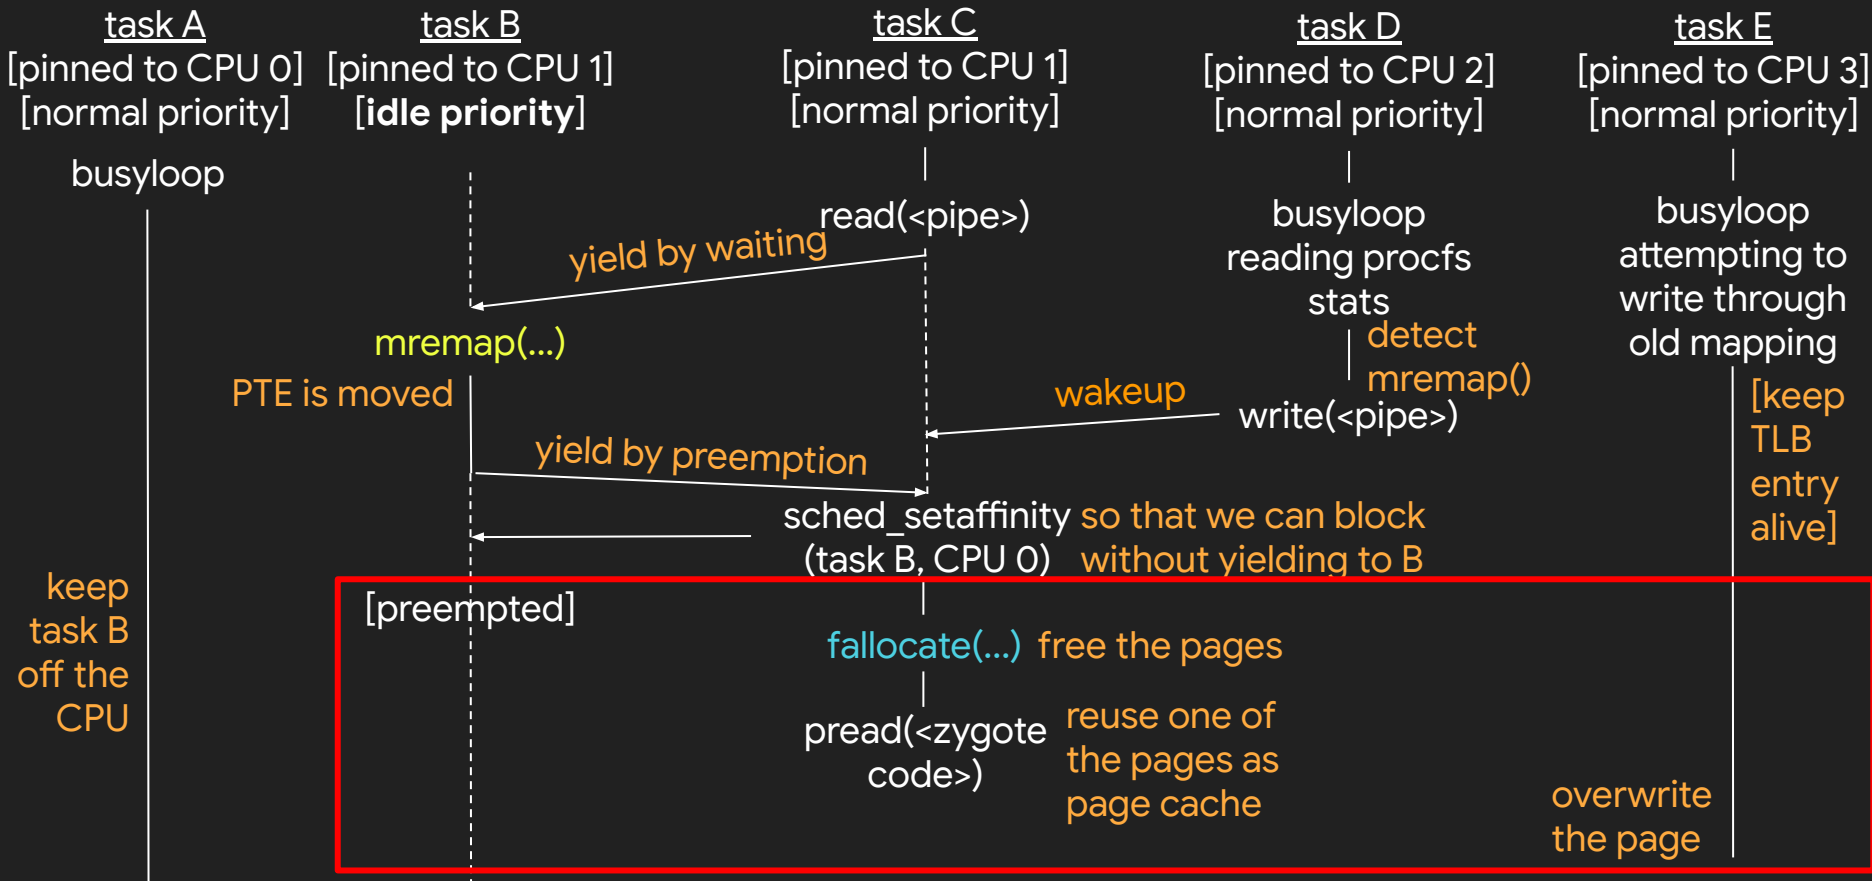 task A
[pinned to CPU 0]
[normal priority]
task B
[pinned to CPU 1]
[idle priority]
task C
[pinned to CPU 1]
[normal priority]
task D
[pinned to CPU 2]
[normal priority]
task E
[pinned to CPU 3]
[normal priority]
busyloop
read(<pipe>)
busyloop
reading procfs
stats
busyloop
attempting to
write through
old mapping
yield by waiting
mremap(...)
PTE is moved
detect
mremap()
wakeup
write(<pipe>)
[keep
TLB
entry
alive]
yield by preemption
sched_setaffinity
(task B, CPU 0)
so that we can block
without yielding to B
keep
task B
off the
CPU
[preempted]
fallocate(...)
free the pages
pread(<zygote
code>)
reuse one of
the pages as
page cache
overwrite
the page